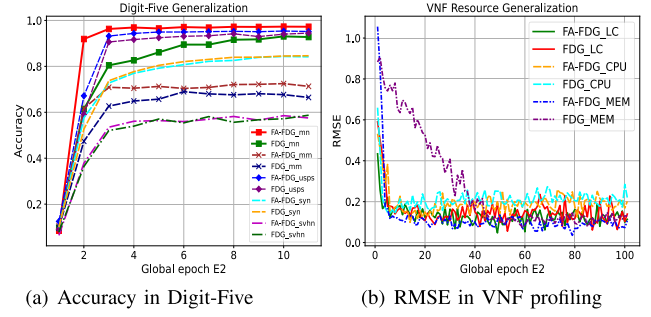 Digit-Five Generalization
1.0
0.8
0.6
0.4
0.2
Accuracy
FA-FDG_mn
FDG_mn
FA-FDG_mm
FDG_mm
FA-FDG_usps
FDG_usps
FA-FDG_syn
FDG_syn
FA-FDG_svhn
FDG_svhn
2 4 6 8 10
Global epoch E2
(a) Accuracy in Digit-Five
VNF Resource Generalization
1.0
0.8
0.6
0.4
0.2
0.0
RMSE
FA-FDG_LC
FDG_LC
FA-FDG_CPU
FDG_CPU
FA-FDG_MEM
FDG_MEM
0 20 40 60 80 100
Global epoch E2
(b) RMSE in VNF profiling